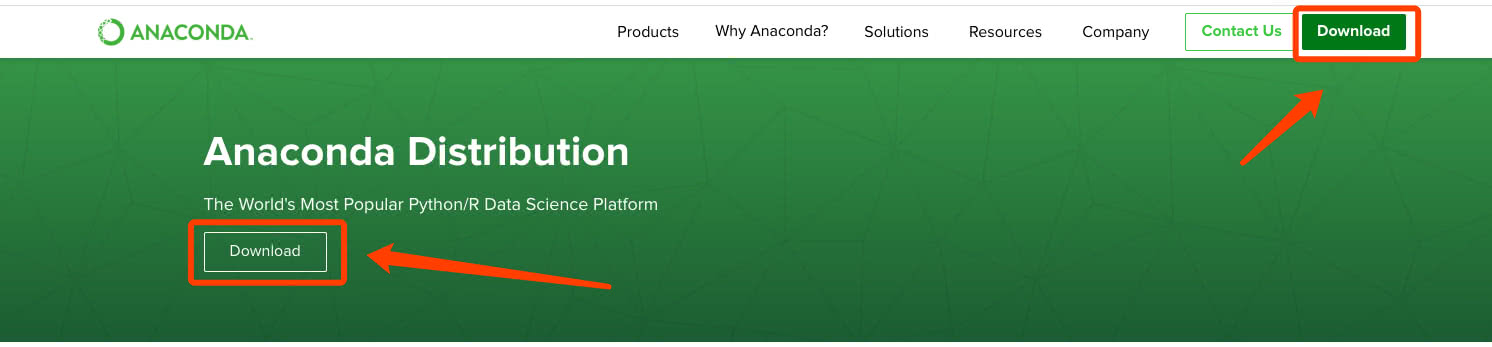 ANACONDA. Products Why Anaconda? Solutions Resources Company Contact Us Download
Anaconda Distribution
The World's Most Popular Python/R Data Science Platform
Download